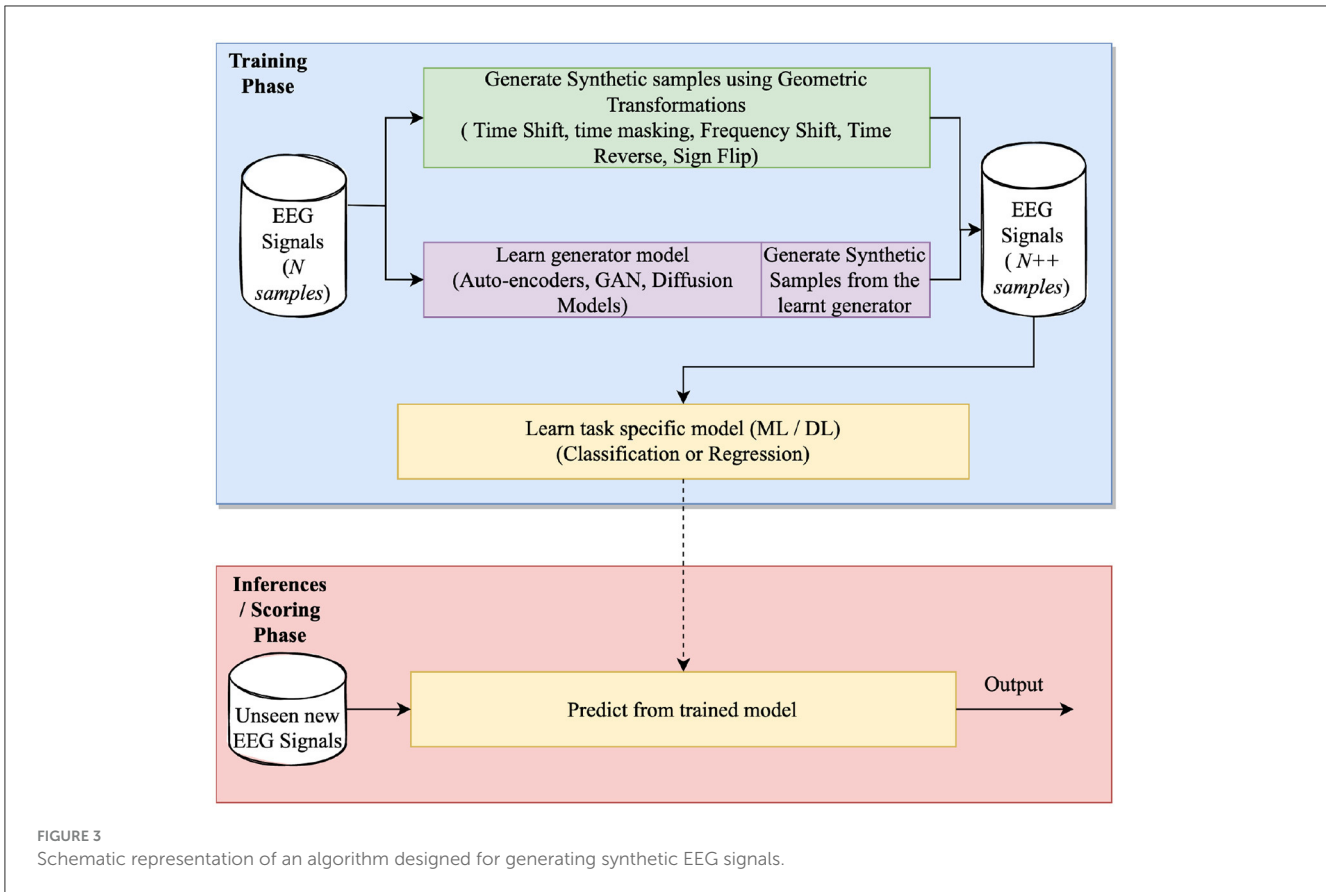 Training
Phase
Generate Synthetic samples using Geometric
Transformations
( Time Shift, time masking, Frequency Shift, Time
Reverse, Sign Flip)
EEG
Signals
(N
samples)
Learn generator model
(Auto-encoders, GAN, Diffusion
Models)
Generate Synthetic
Samples from the
learnt generator
EEG
Signals
( N++
samples)
Learn task specific model (ML / DL)
(Classification or Regression)
Inferences
/ Scoring
Phase
Unseen new
EEG Signals
Predict from trained model
Output
FIGURE 3
Schematic representation of an algorithm designed for generating synthetic EEG signals.